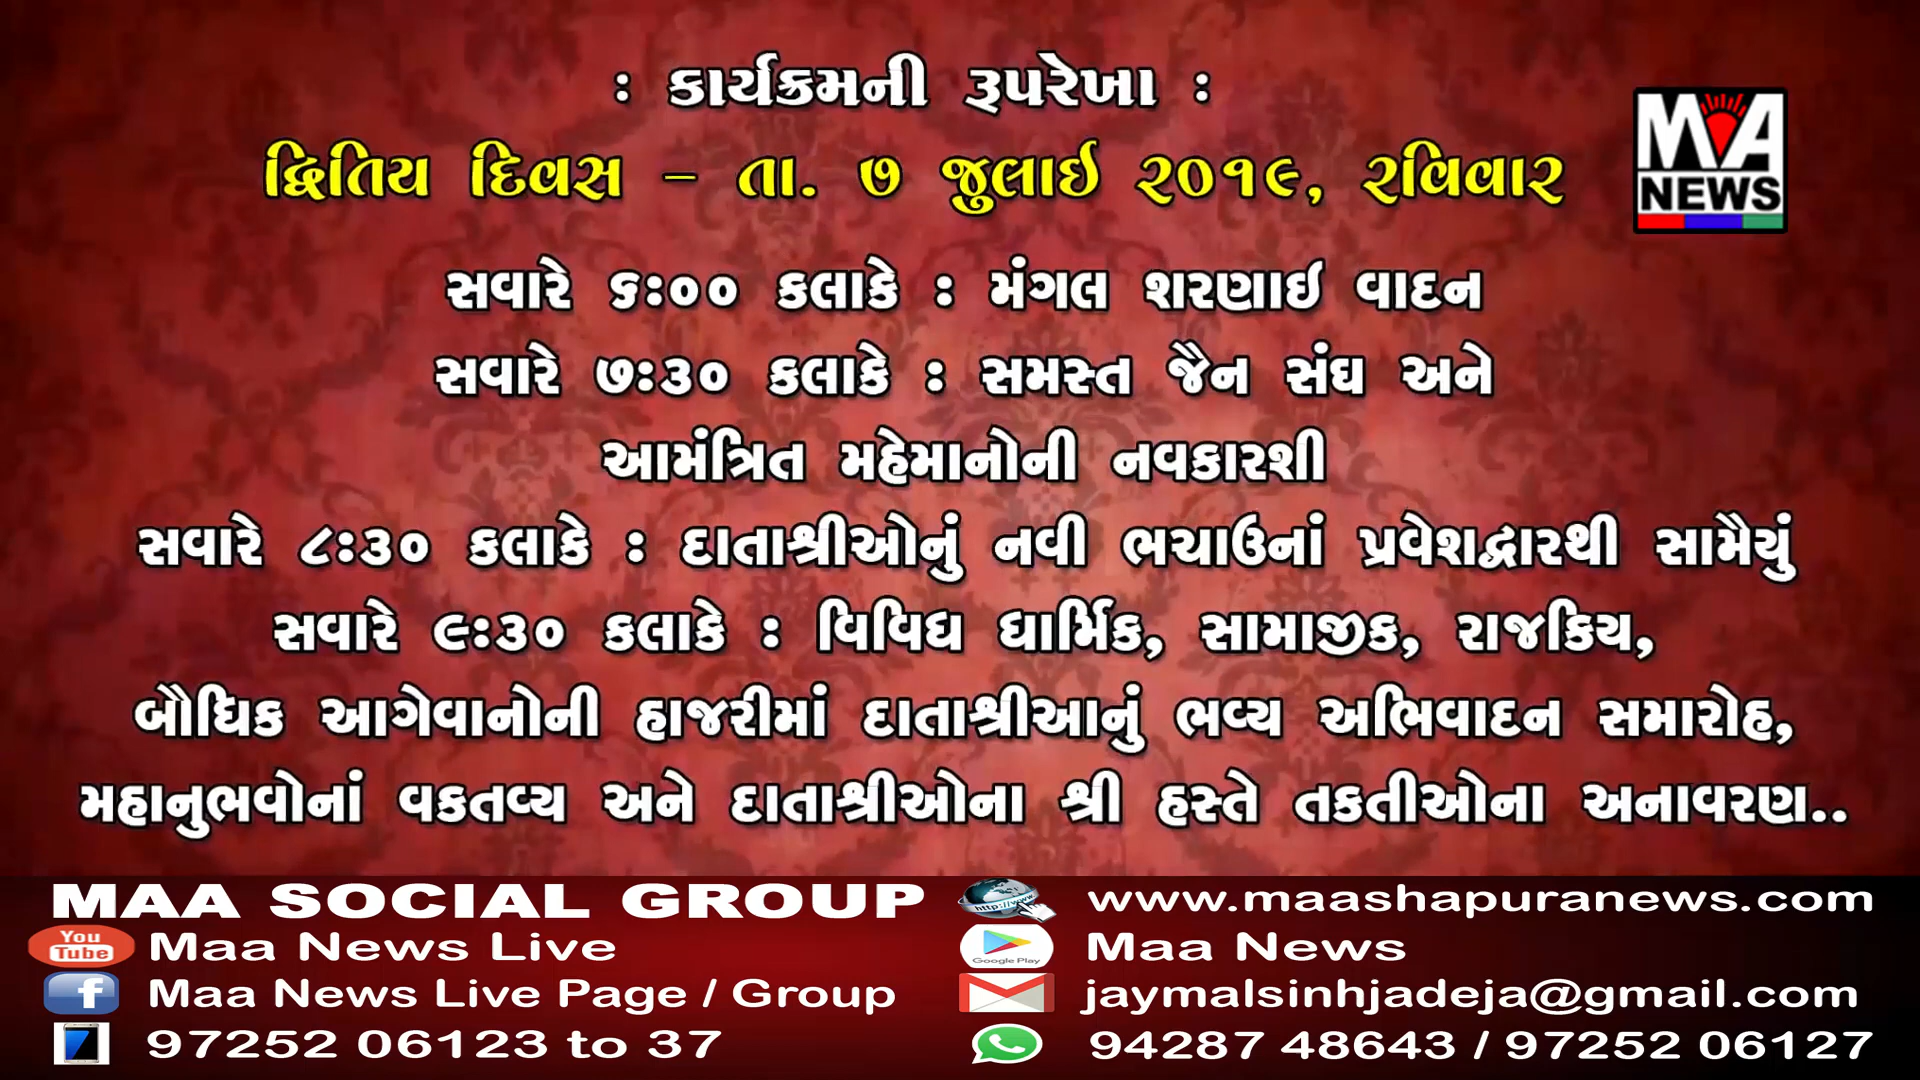 : કાર્યક્રમની રૂપરેખા :
દ્વિતિય દિવસ – તા. ૭ જુલાઇ ૨૦૧૯, રવિવાર
MAA
NEWS
સવારે ૬:૦૦ કલાકે : મંગલ શરણાઇ વાદન
સવારે ૭:૩૦ કલાકે : સમસ્ત જૈન સંઘ અને
આમંત્રિત મહેમાનોની નવકારશી
સવારે ૮:૩૦ કલાકે : દાતાશ્રીઓનું નવી ભચાઉનાં પ્રવેશદ્વારથી સામૈયું
સવારે ૯:૩૦ કલાકે : વિવિધ ધાર્મિક, સામાજીક, રાજકિય,
બૌધિક આગેવાનોની હાજરીમાં દાતાશ્રીઆનું ભવ્ય અભિવાદન સમારોહ,
મહાનુભવોનાં વકતવ્ય અને દાતાશ્રીઓના શ્રી હસ્તે તકતીઓના અનાવરણ..
MAA SOCIAL GROUP
You Tube Maa News Live
f Maa News Live Page / Group
97252 06123 to 37
http://www. www.maashapuranews.com
Google Play Maa News
jaymalsinhjadeja@gmail.com
94287 48643 / 97252 06127